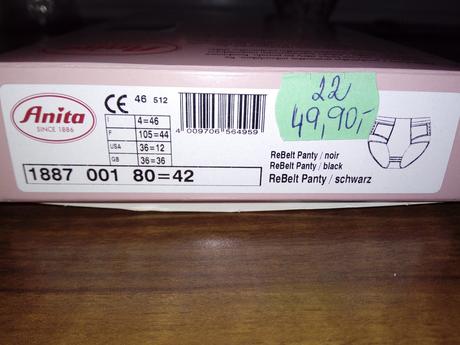 Anita
SINCE 1886
CE 46 512
I 4=46
F 105=44
USA 36=12
GB 36=36
1887 001 80=42
4 009706 564959
22
49,90,-
ReBelt Panty / noir
ReBelt Panty / black
ReBelt Panty / schwarz